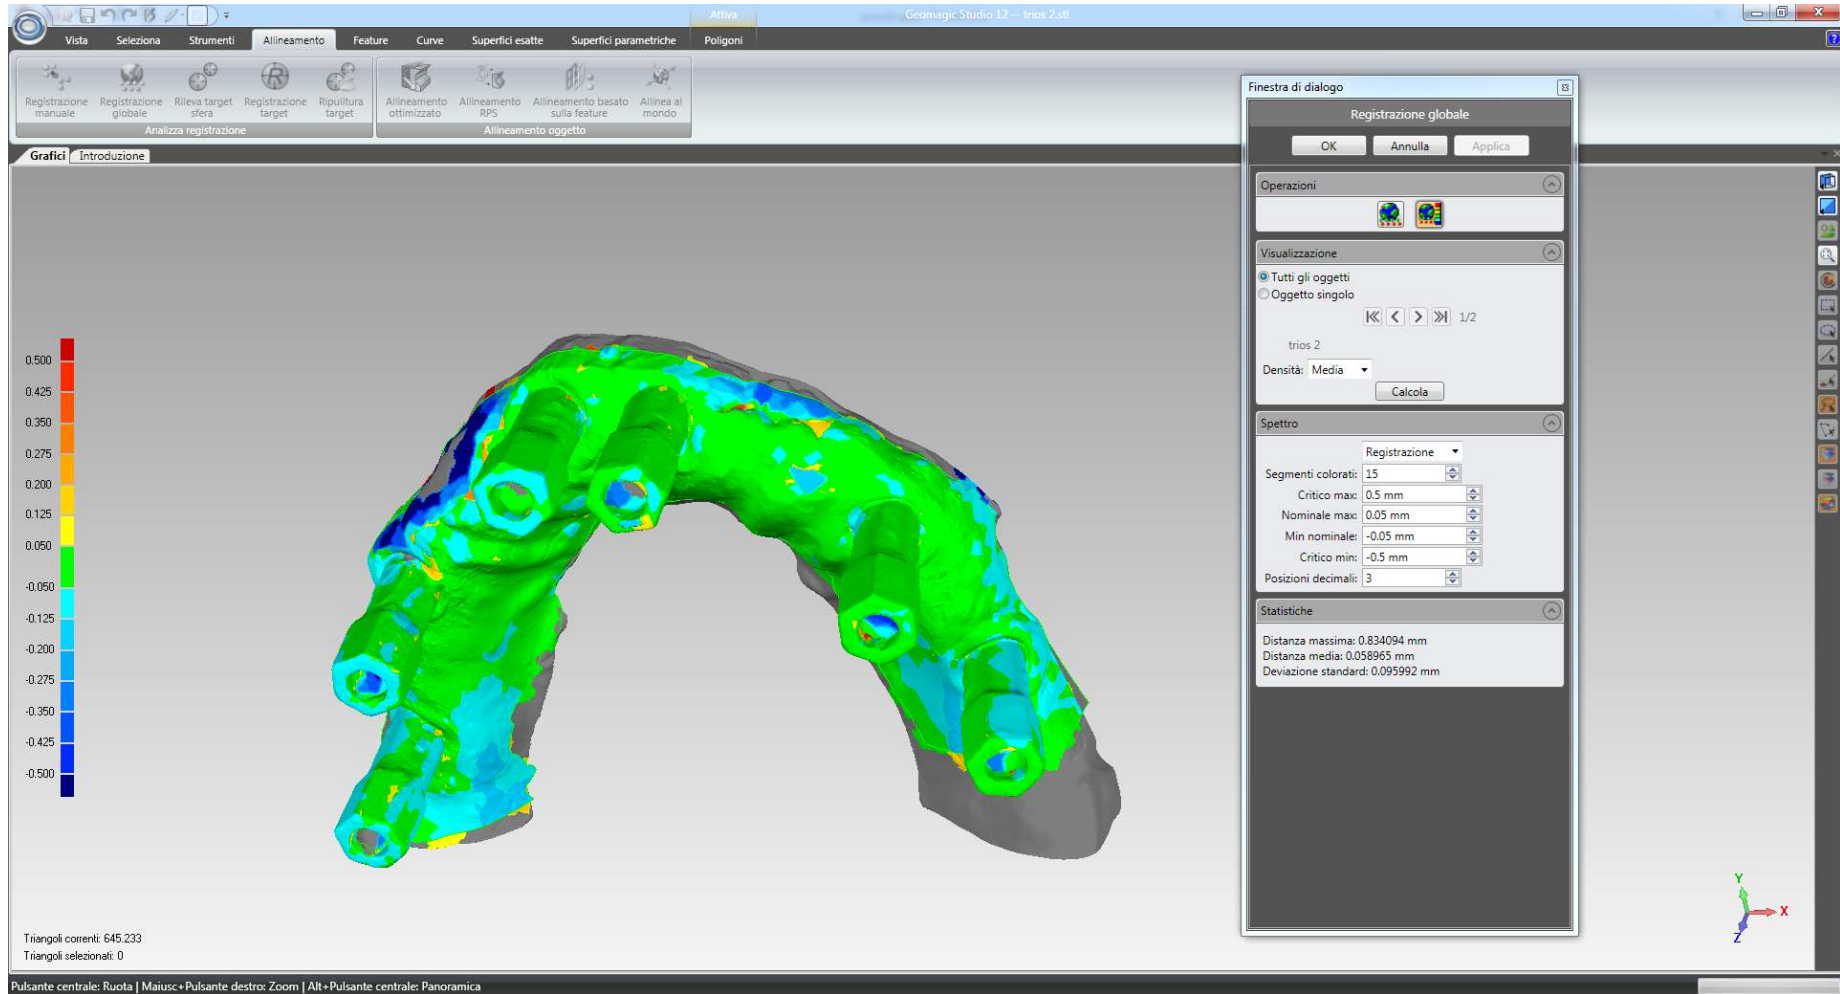 Attiva
Geomagic Studio 12 -- trios 2.stl
Vista Seleziona Strumenti Allineamento Feature Curve Superfici esatte Superfici parametriche Poligoni
Registrazione manuale
Registrazione globale
Rileva target sfera
Registrazione target
Ripulitura target
Analizza registrazione
Allineamento ottimizzato
Allineamento RPS
Allineamento basato sulla feature
Allinea al mondo
Allineamento oggetto
Grafici Introduzione
0.500
0.425
0.350
0.275
0.200
0.125
0.050
-0.050
-0.125
-0.200
-0.275
-0.350
-0.425
-0.500
Finestra di dialogo
Registrazione globale
OK Annulla Applica
Operazioni
Visualizzazione
Tutti gli oggetti
Oggetto singolo
1/2
trios 2
Densità: Media
Calcola
Spettro
Registrazione
Segmenti colorati: 15
Critico max: 0.5 mm
Nominale max: 0.05 mm
Min nominale: -0.05 mm
Critico min: -0.5 mm
Posizioni decimali: 3
Statistiche
Distanza massima: 0.834094 mm
Distanza media: 0.058965 mm
Deviazione standard: 0.095992 mm
Y
X
Z
Triangoli correnti: 645.233
Triangoli selezionati: 0
Pulsante centrale: Ruota | Maiusc+Pulsante destro: Zoom | Alt+Pulsante centrale: Panoramica